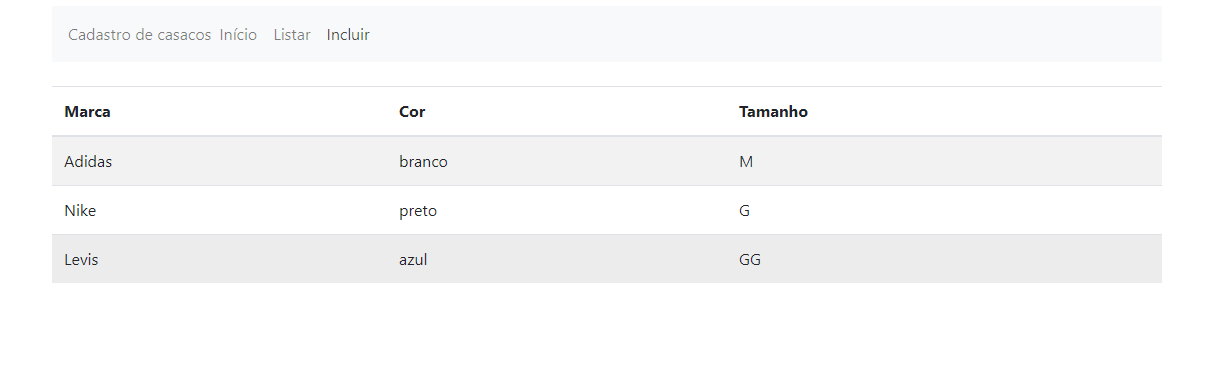 Cadastro de casacos Início Listar Incluir
Marca Cor Tamanho
Adidas branco M
Nike preto G
Levis azul GG